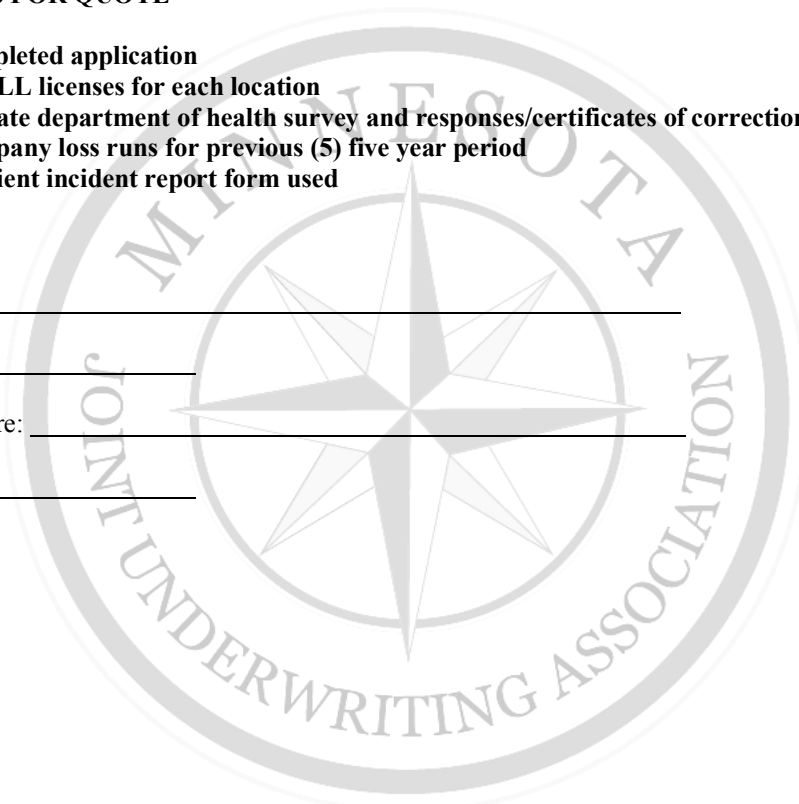 FOR QUOTE
pleted application
LL licenses for each location
ate department of health survey and responses/certificates of correction
pany loss runs for previous (5) five year period
ient incident report form used
re:
MINNESOTA
JOINT UNDERWRITING ASSOCIATION